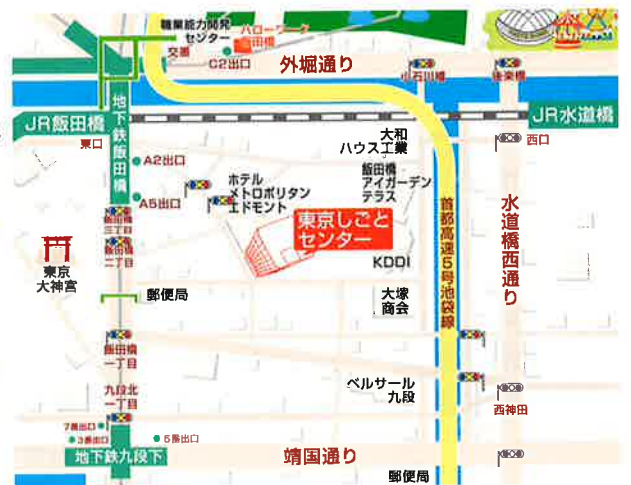 職業能力開発
センター
ハローワーク
飯田橋
交番
C2出口
外堀通り
小石川橋
後楽橋
JR飯田橋
東口
地下鉄飯田橋
JR水道橋
西口
大和
ハウス工業
A2出口
A5出口
ホテル
メトロポリタン
エドモント
飯田橋
アイガーデン
テラス
飯田橋
三丁目
飯田橋
二丁目
東京しごと
センター
首都高速5号池袋線
水道橋西通り
東京
大神宮
KDDI
郵便局
大塚
商会
飯田橋
一丁目
九段北
一丁目
ベルサール
九段
西神田
7番出口
3番出口
5番出口
地下鉄九段下
靖国通り
郵便局